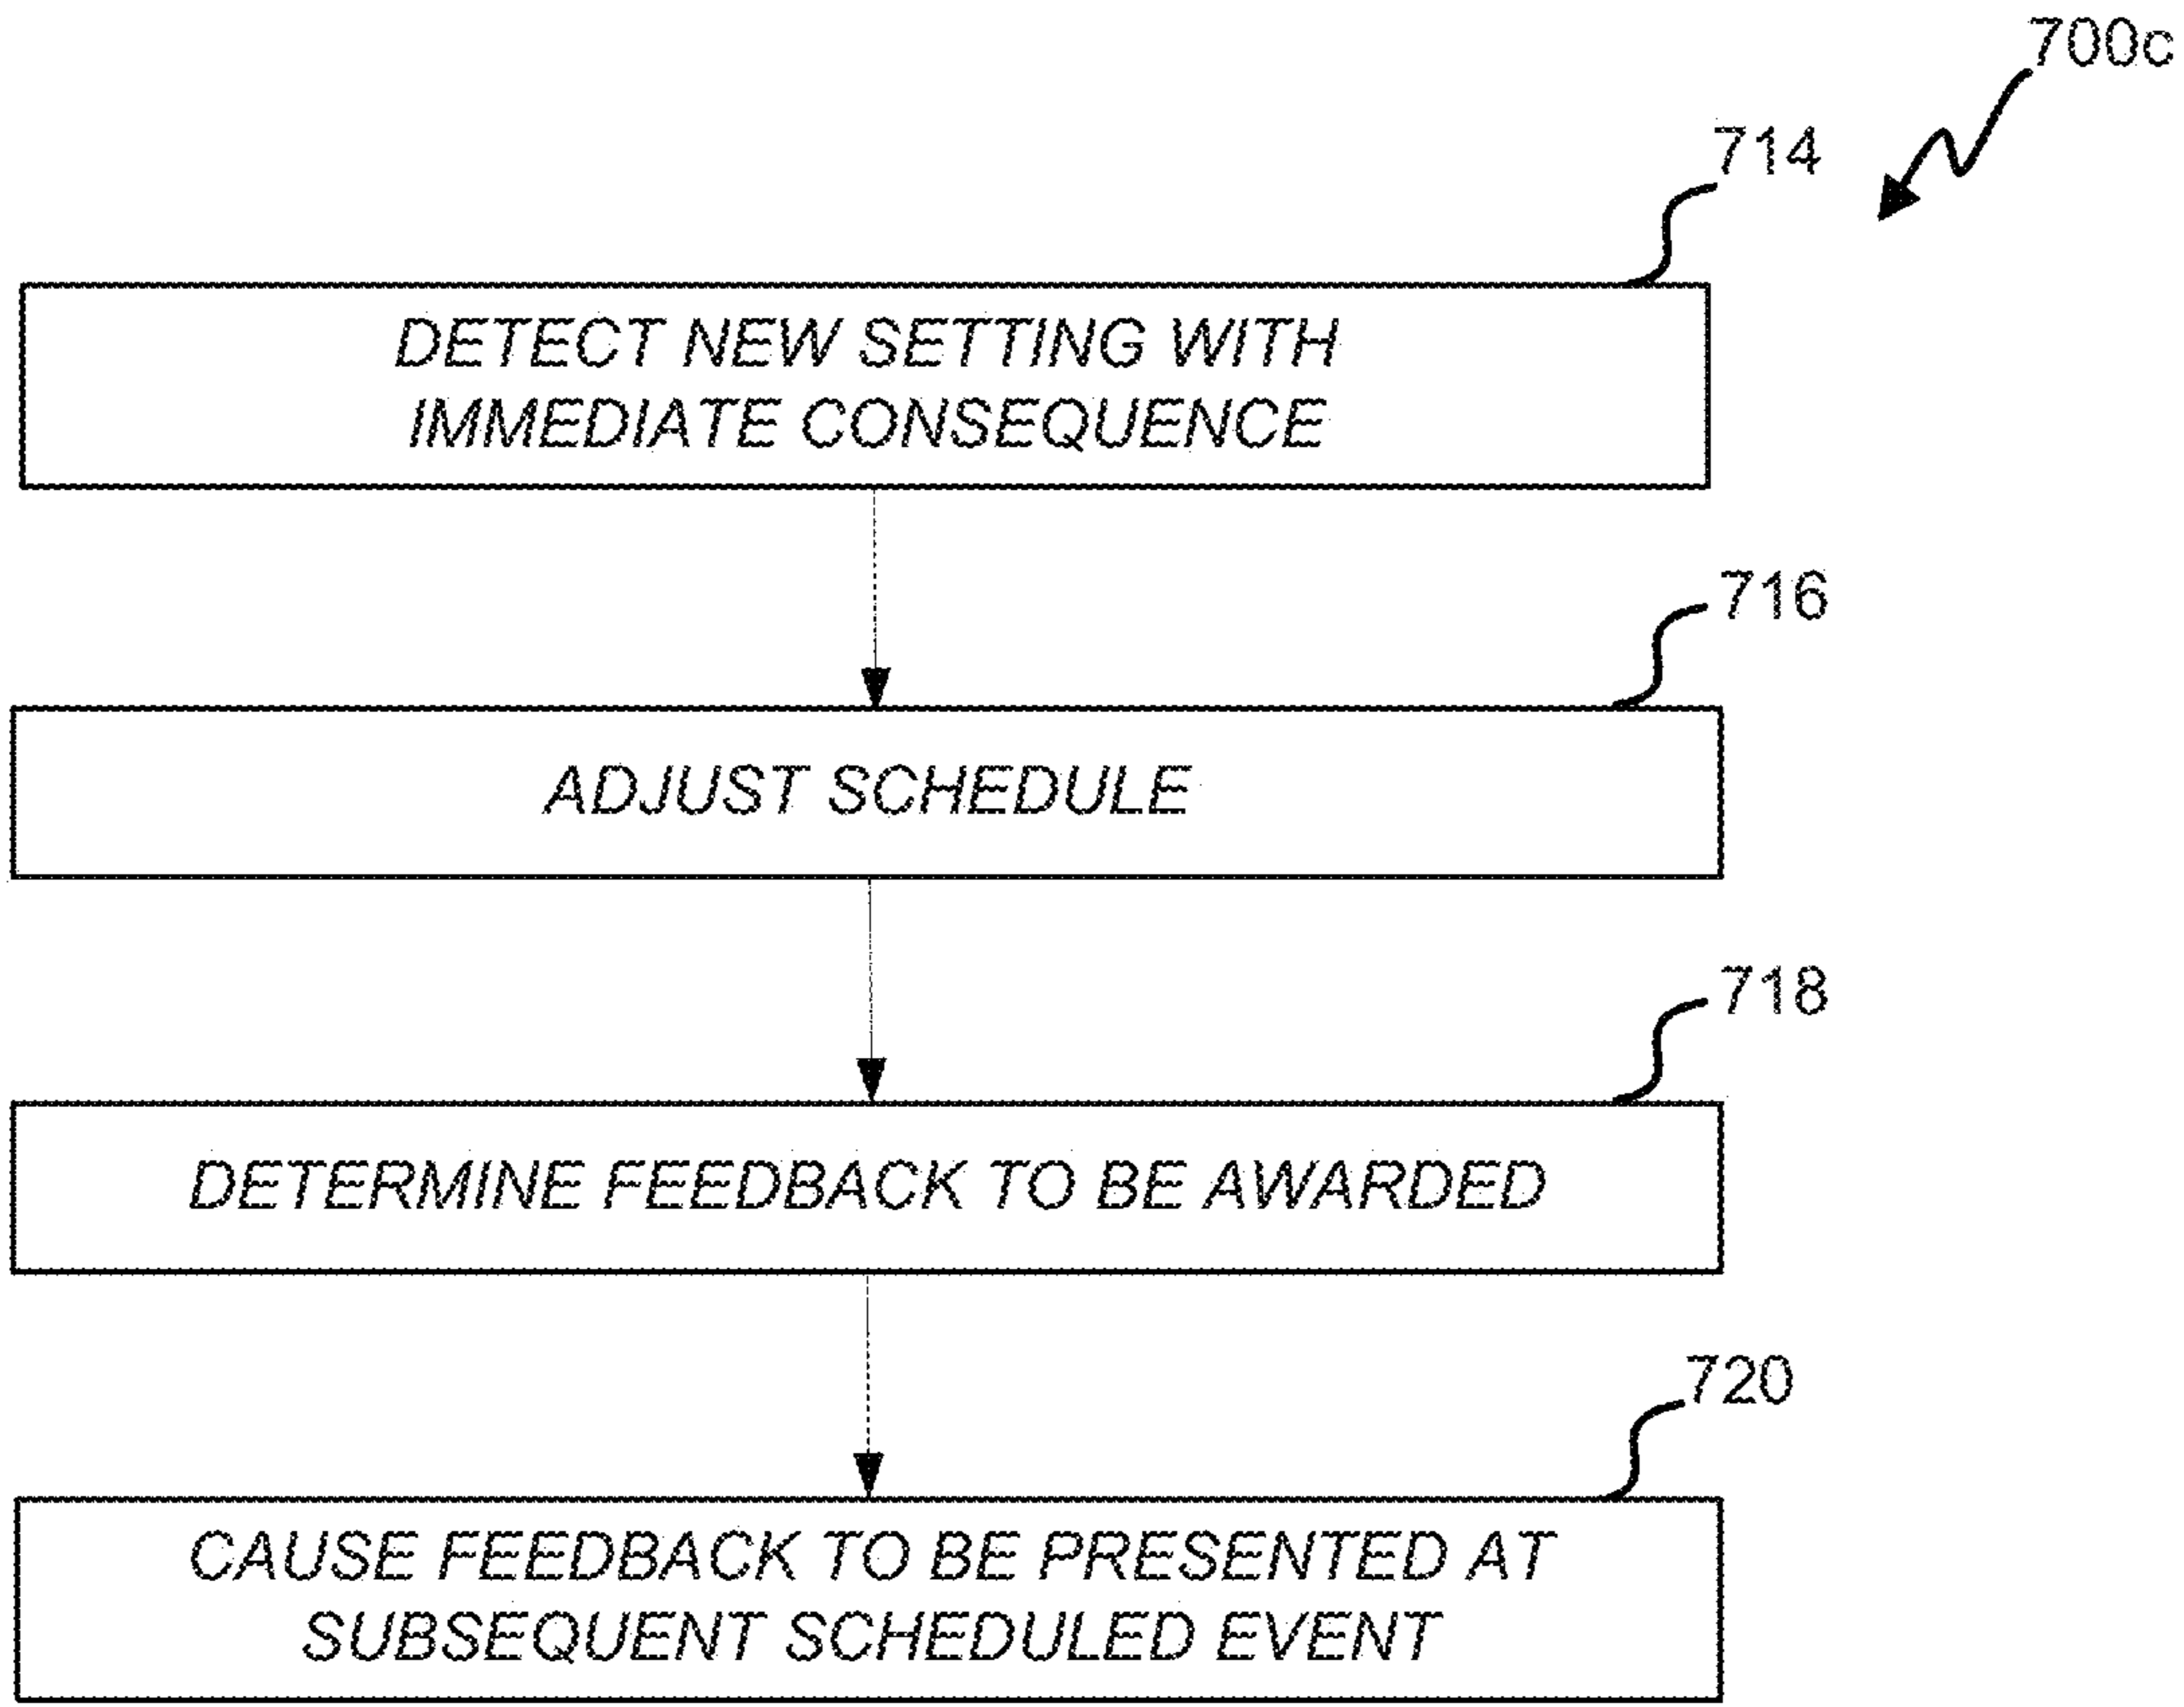 700c
714
DETECT NEW SETTING WITH
IMMEDIATE CONSEQUENCE
716
ADJUST SCHEDULE
718
DETERMINE FEEDBACK TO BE AWARDED
720
CAUSE FEEDBACK TO BE PRESENTED AT
SUBSEQUENT SCHEDULED EVENT